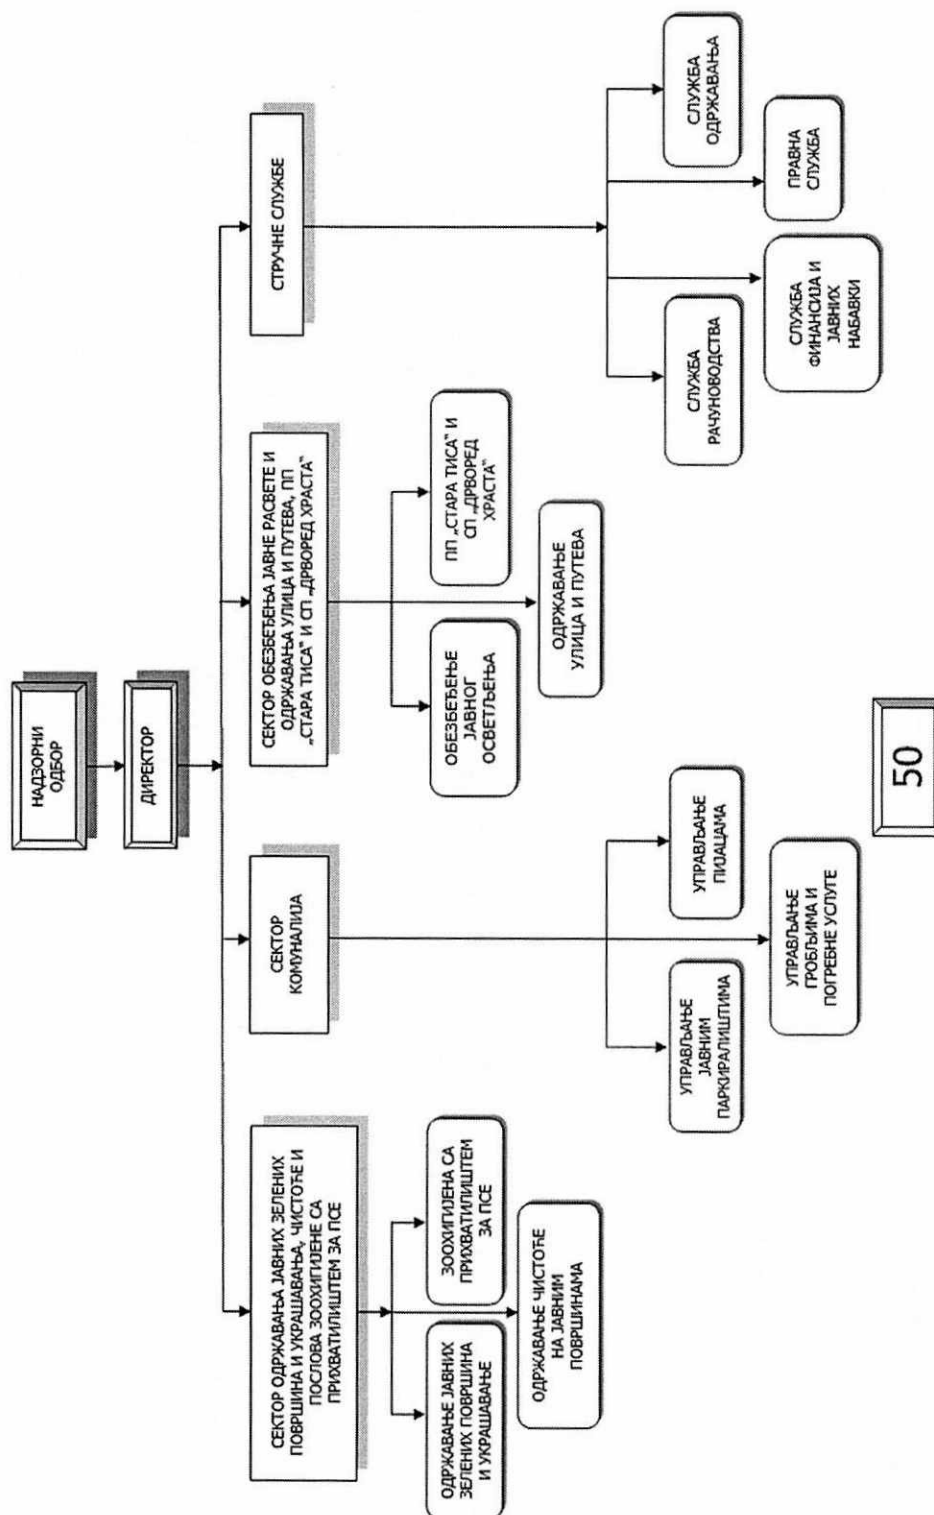 НАДЗОРНИ
ОДБОР
ДИРЕКТОР
СЕКТОР ОДРЖАВАЊА ЈАВНИХ ЗЕЛЕНИХ
ПОВРШИНА И УКРАШАВАЊА, ЧИСТОЋЕ И
ПОСЛОВА ЗООХИГИЈЕНЕ СА
ПРИХВАТИЛИШТЕМ ЗА ПСЕ
СЕКТОР
КОМУНАЛИЈА
СЕКТОР ОБЕЗБЕЂЕЊА ЈАВНЕ РАСВЕТЕ И
ОДРЖАВАЊА УЛИЦА И ПУТЕВА, ПП
„СТАРА ТИСА“ И СП „ДРВОРЕД ХРАСТА“
СТРУЧНЕ СЛУЖБЕ
ОДРЖАВАЊЕ ЈАВНИХ
ЗЕЛЕНИХ ПОВРШИНА
И УКРАШАВАЊЕ
ЗООХИГИЈЕНА СА
ПРИХВАТИЛИШТЕМ
ЗА ПСЕ
ОДРЖАВАЊЕ ЧИСТОЋЕ
НА ЈАВНИМ
ПОВРШИНАМА
УПРАВЉАЊЕ
ЈАВНИМ
ПАРКИРАЛИШТИМА
УПРАВЉАЊЕ
ПИЈАЦАМА
УПРАВЉАЊЕ
ГРОБЉИМА И
ПОГРЕБНЕ УСЛУГЕ
ОБЕЗБЕЂЕЊЕ
ЈАВНОГ
ОСВЕТЉЕЊА
ПП „СТАРА ТИСА“ И
СП „ДРВОРЕД
ХРАСТА“
ОДРЖАВАЊЕ
УЛИЦА И ПУТЕВА
СЛУЖБА
РАЧУНОВОДСТВА
СЛУЖБА
ФИНАНСИЈА И
ЈАВНИХ
НАБАВКИ
ПРАВНА
СЛУЖБА
СЛУЖБА
ОДРЖАВАЊА
50